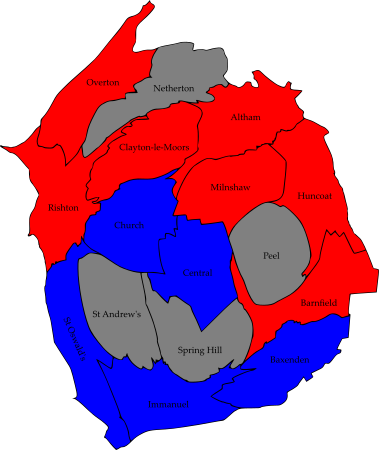 Overton
Netherton
Altham
Clayton-le-Moors
Milnshaw
Huncoat
Rishton
Church
Peel
Central
Barnfield
St Andrew's
St Oswald's
Spring Hill
Baxenden
Immanuel